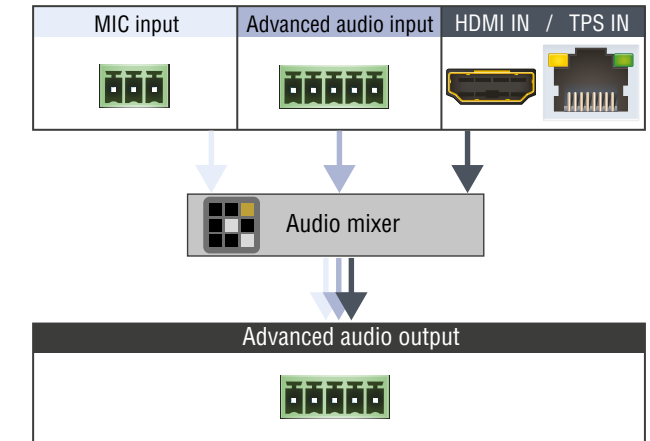 MIC input
Advanced audio input
HDMI IN / TPS IN
Audio mixer
Advanced audio output